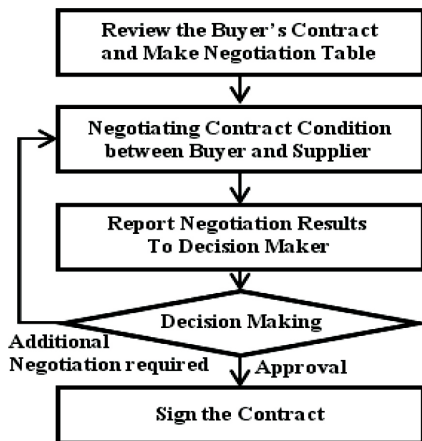 Review the Buyer’s Contract
and Make Negotiation Table
Negotiating Contract Condition
between Buyer and Supplier
Report Negotiation Results
To Decision Maker
Decision Making
Additional
Negotiation required
Approval
Sign the Contract